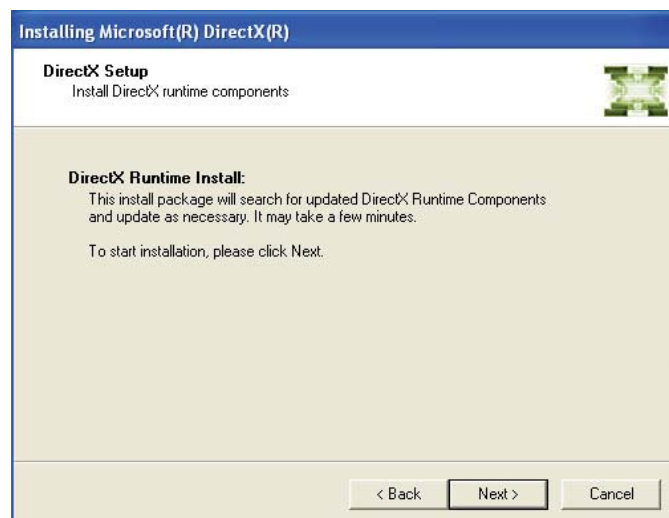 Installing Microsoft(R) DirectX(R)
DirectX Setup
Install DirectX runtime components
DirectX Runtime Install:
This install package will search for updated DirectX Runtime Components
and update as necessary. It may take a few minutes.
To start installation, please click Next.
< Back
Next >
Cancel